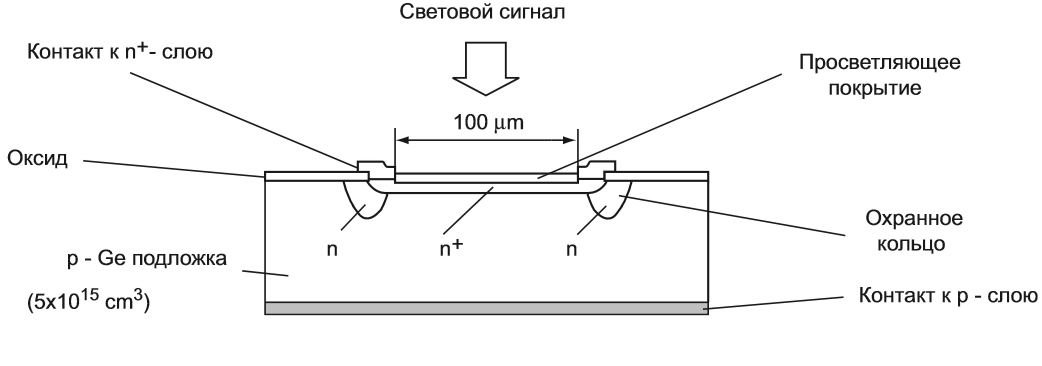 Световой сигнал
Контакт к n+- слою
Просветляющее
покрытие
100 μm
Оксид
n
n+
n
Охранное
кольцо
p - Ge подложка
(5x10^15 cm^3)
Контакт к p - слою